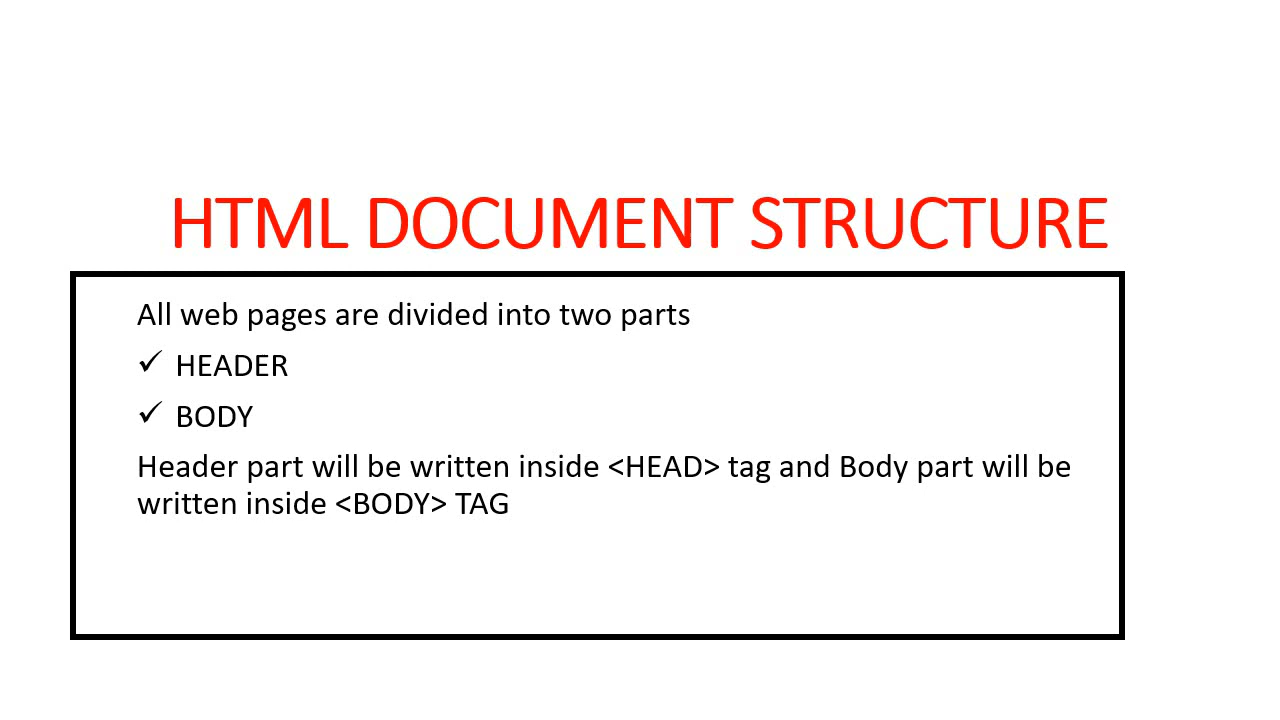 HTML DOCUMENT STRUCTURE
All web pages are divided into two parts
✓ HEADER
✓ BODY
Header part will be written inside <HEAD> tag and Body part will be
written inside <BODY> TAG